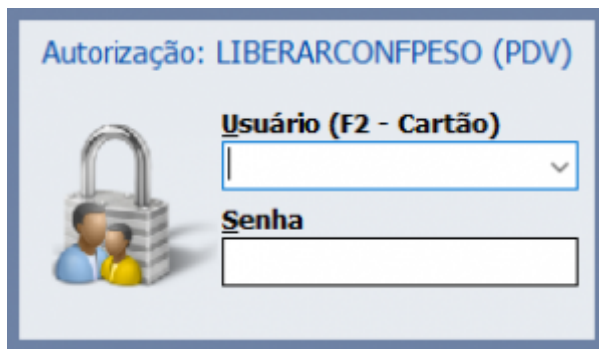 Autorização: LIBERARCONFPESO (PDV)
Usuário (F2 - Cartão)
Senha